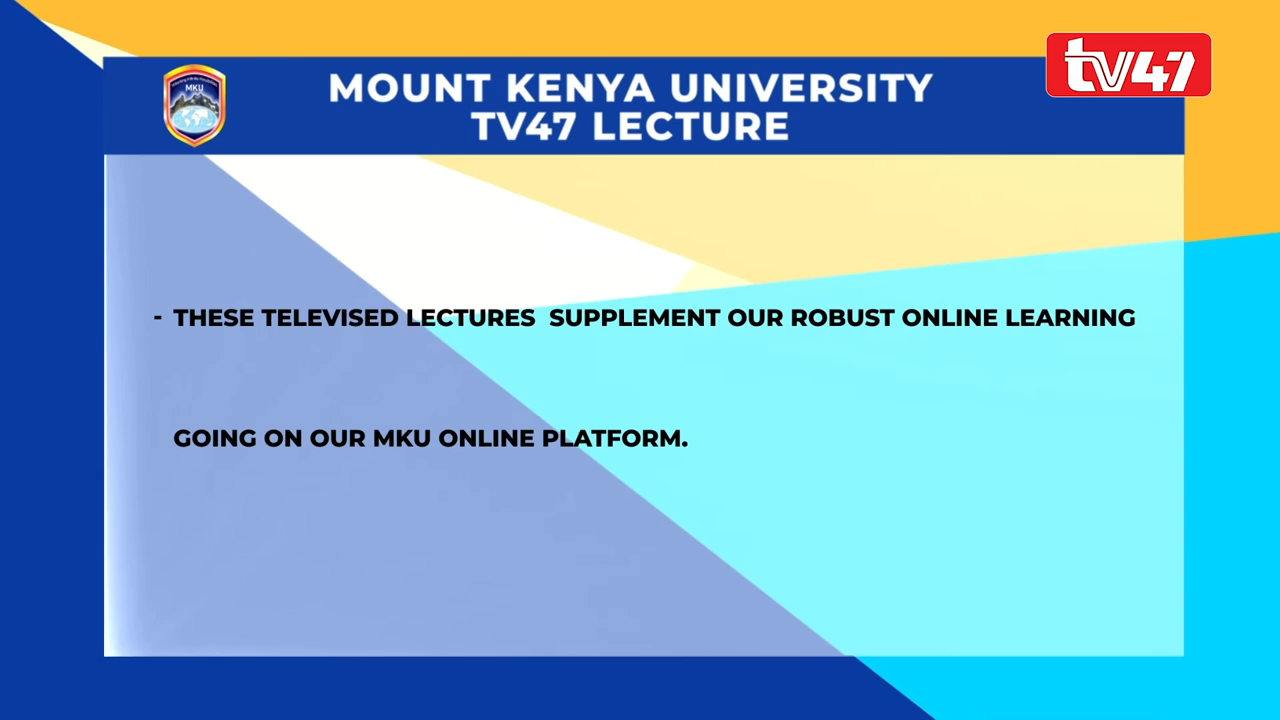 tv47
MOUNT KENYA UNIVERSITY
TV47 LECTURE
MKU
- THESE TELEVISED LECTURES SUPPLEMENT OUR ROBUST ONLINE LEARNING
GOING ON OUR MKU ONLINE PLATFORM.